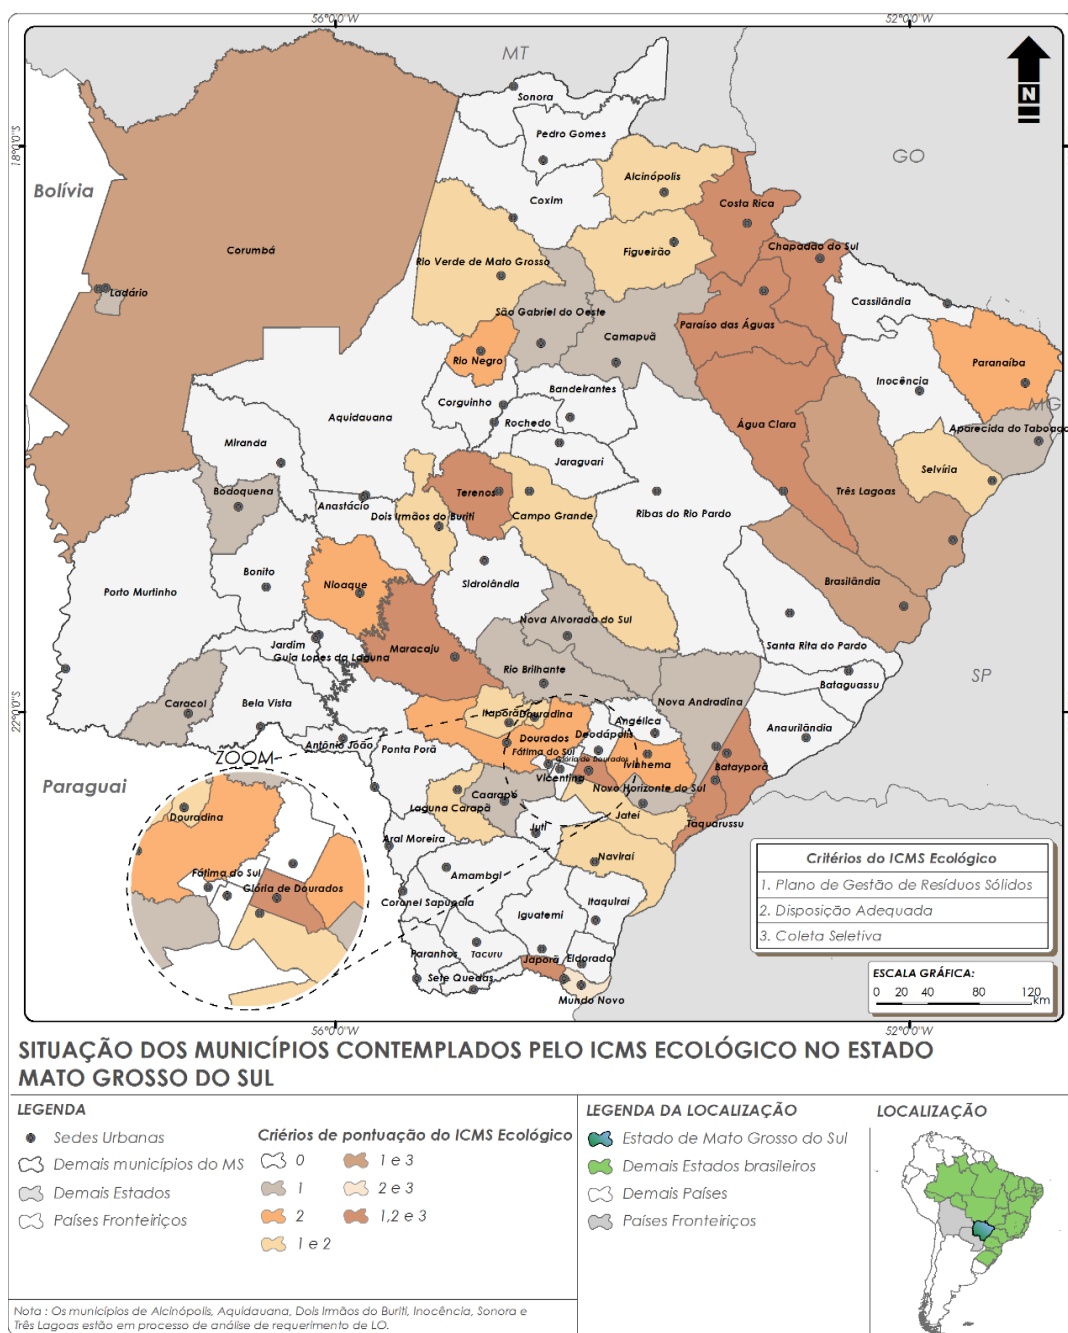 56°0'0"W
52°0'0"W
MT
Sonora
Pedro Gomes
18°0'0"S
GO
Alcinópolis
Bolívia
Coxim
Costa Rica
Corumbá
Figueirão
Chapadão do Sul
Rio Verde de Mato Grosso
Ladário
Cassilândia
São Gabriel do Oeste
Paraíso das Águas
Camapuã
Rio Negro
Paranaíba
Inocência
Bandeirantes
Corguinho
MG
Aquidauana
Rochedo
Água Clara
Aparecida do Taboado
Miranda
Jaraguari
Selvíria
Bodoquena
Terenos
Três Lagoas
Anastácio
Dois Irmãos do Buriti
Campo Grande
Ribas do Rio Pardo
Bonito
Nioaque
Sidrolândia
Brasilândia
Porto Murtinho
Nova Alvorada do Sul
Jardim
Maracaju
Santa Rita do Pardo
Guia Lopes da Laguna
Rio Brilhante
SP
Bataguassu
Caracol
Bela Vista
Nova Andradina
22°0'0"S
Itaporã
Douradina
Angélica
Anaurilândia
Antônio João
Ponta Porã
Dourados
Deodápolis
ZOOM
Fátima do Sul
Glória de Dourados
Ivinhema
Batayporã
Paraguai
Vicentina
Novo Horizonte do Sul
Caarapó
Laguna Carapã
Jateí
Taquarussu
Douradina
Juti
Aral Moreira
Naviraí
Critérios do ICMS Ecológico
Fátima do Sul
Amambai
1. Plano de Gestão de Resíduos Sólidos
Glória de Dourados
Coronel Sapucaia
Itaquiraí
2. Disposição Adequada
Iguatemi
3. Coleta Seletiva
Paranhos
Tacuru
Japorã
Eldorado
Sete Quedas
ESCALA GRÁFICA:
Mundo Novo
0 20 40 80 120
Km
56°0'0"W
52°0'0"W
SITUAÇÃO DOS MUNICÍPIOS CONTEMPLADOS PELO ICMS ECOLÓGICO NO ESTADO
MATO GROSSO DO SUL
LEGENDA
Sedes Urbanas
Demais municípios do MS
Demais Estados
Países Fronteiriços
Criérios de pontuação do ICMS Ecológico
0
1
2
1 e 2
1 e 3
2 e 3
1,2 e 3
LEGENDA DA LOCALIZAÇÃO
Estado de Mato Grosso do Sul
Demais Estados brasileiros
Demais Países
Países Fronteiriços
LOCALIZAÇÃO
Nota : Os municípios de Alcinópolis, Aquidauana, Dois Irmãos do Buriti, Inocência, Sonora e
Três Lagoas estão em processo de análise de requerimento de LO.
N